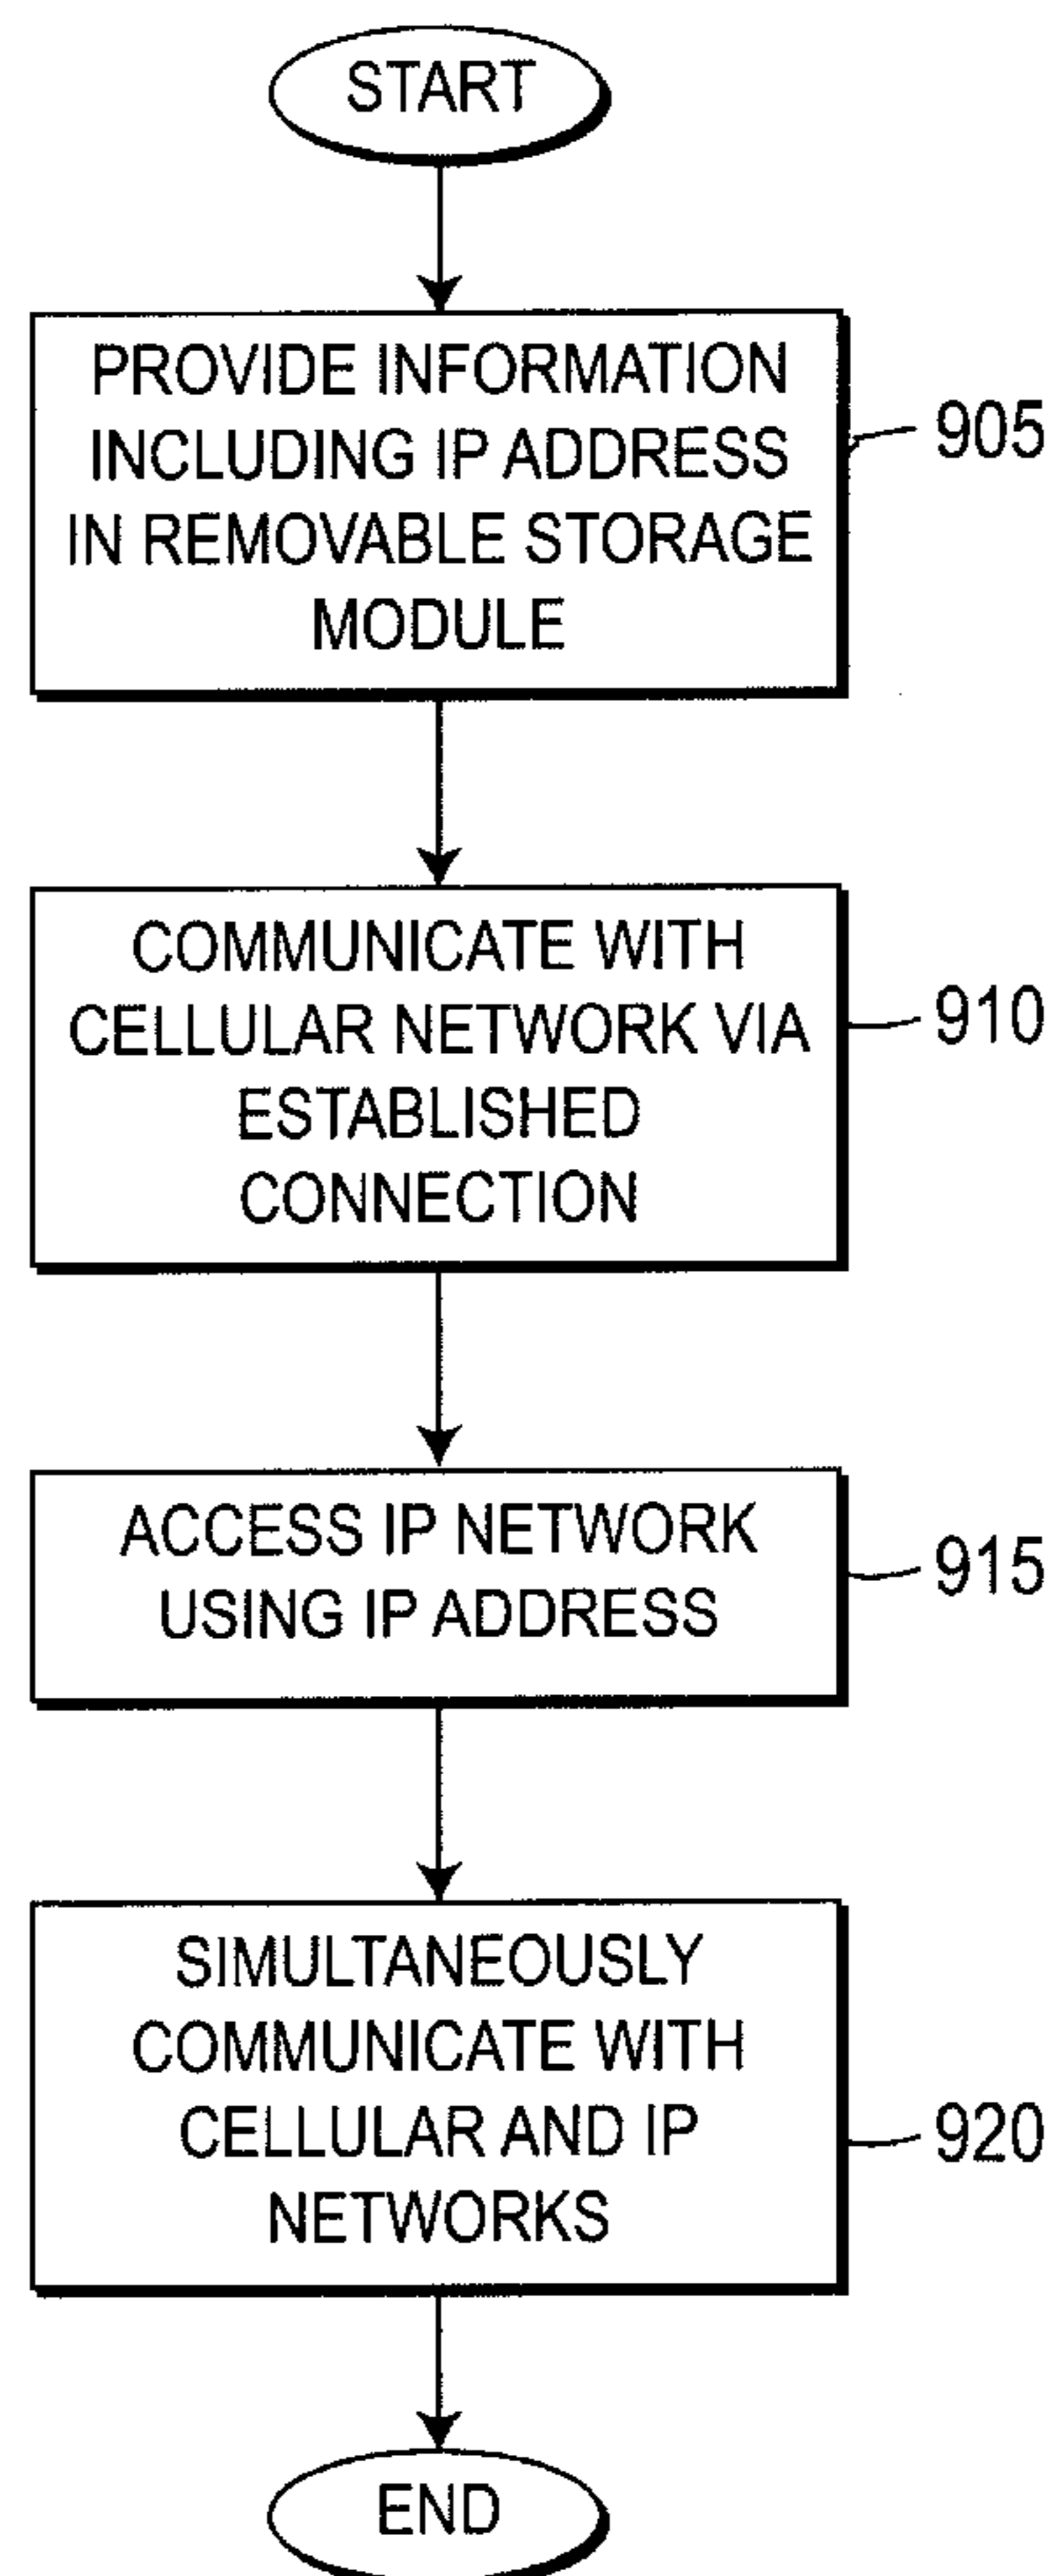 START
PROVIDE INFORMATION
INCLUDING IP ADDRESS
IN REMOVABLE STORAGE
MODULE
905
COMMUNICATE WITH
CELLULAR NETWORK VIA
ESTABLISHED
CONNECTION
910
ACCESS IP NETWORK
USING IP ADDRESS
915
SIMULTANEOUSLY
COMMUNICATE WITH
CELLULAR AND IP
NETWORKS
920
END